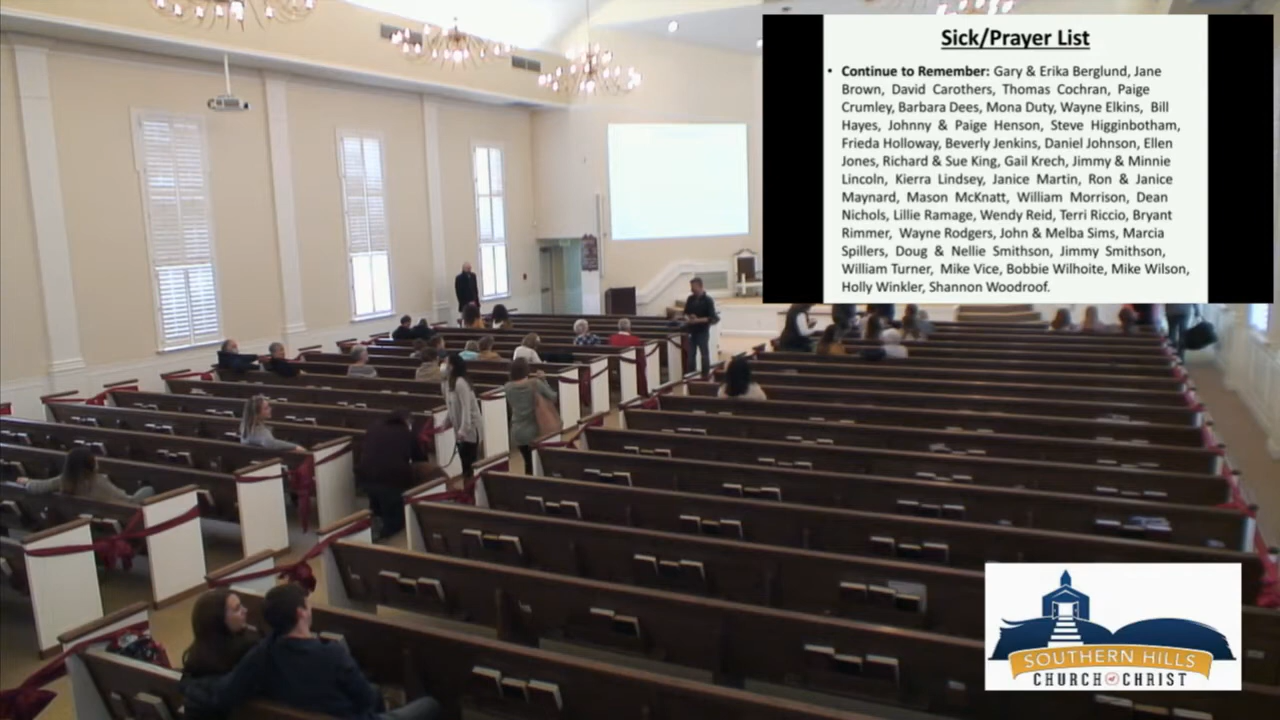 Sick/Prayer List
• Continue to Remember: Gary & Erika Berglund, Jane
Brown, David Carothers, Thomas Cochran, Paige
Crumley, Barbara Dees, Mona Duty, Wayne Elkins, Bill
Hayes, Johnny & Paige Henson, Steve Higginbotham,
Frieda Holloway, Beverly Jenkins, Daniel Johnson, Ellen
Jones, Richard & Sue King, Gail Krech, Jimmy & Minnie
Lincoln, Kierra Lindsey, Janice Martin, Ron & Janice
Maynard, Mason McKnatt, William Morrison, Dean
Nichols, Lillie Ramage, Wendy Reid, Terri Riccio, Bryant
Rimmer, Wayne Rodgers, John & Melba Sims, Marcia
Spillers, Doug & Nellie Smithson, Jimmy Smithson,
William Turner, Mike Vice, Bobbie Wilhoite, Mike Wilson,
Holly Winkler, Shannon Woodroof.
SOUTHERN HILLS
CHURCH OF CHRIST